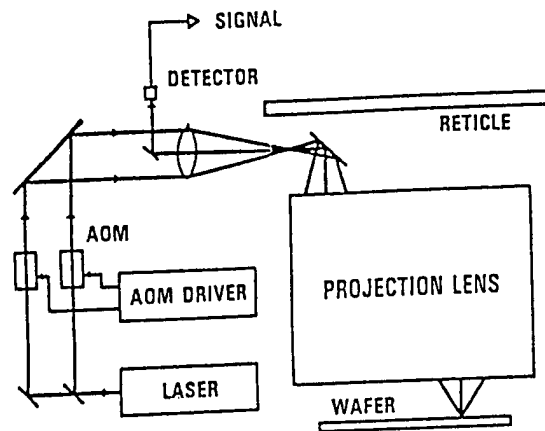 SIGNAL
DETECTOR
RETICLE
AOM
AOM DRIVER
PROJECTION LENS
LASER
WAFER